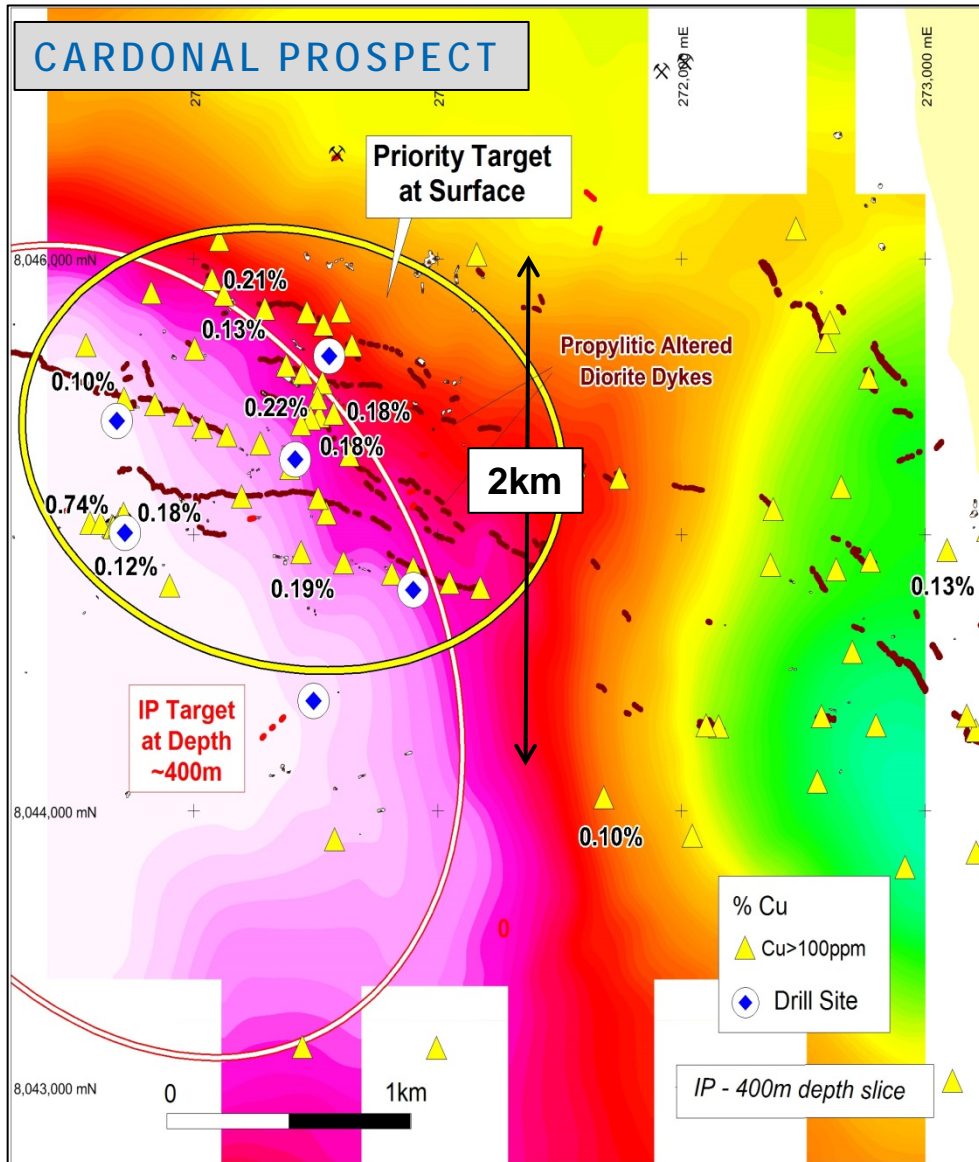 CARDONAL PROSPECT
27
27
272,000 mE
273,000 mE
Priority Target
at Surface
8,046,000 mN
0.21%
0.13%
Propylitic Altered
Diorite Dykes
0.10%
0.22%
0.18%
0.18%
2km
0.74%
0.18%
0.12%
0.19%
0.13%
IP Target
at Depth
~400m
8,044,000 mN
0.10%
% Cu
Cu>100ppm
Drill Site
0
8,043,000 mN
0
1km
IP - 400m depth slice